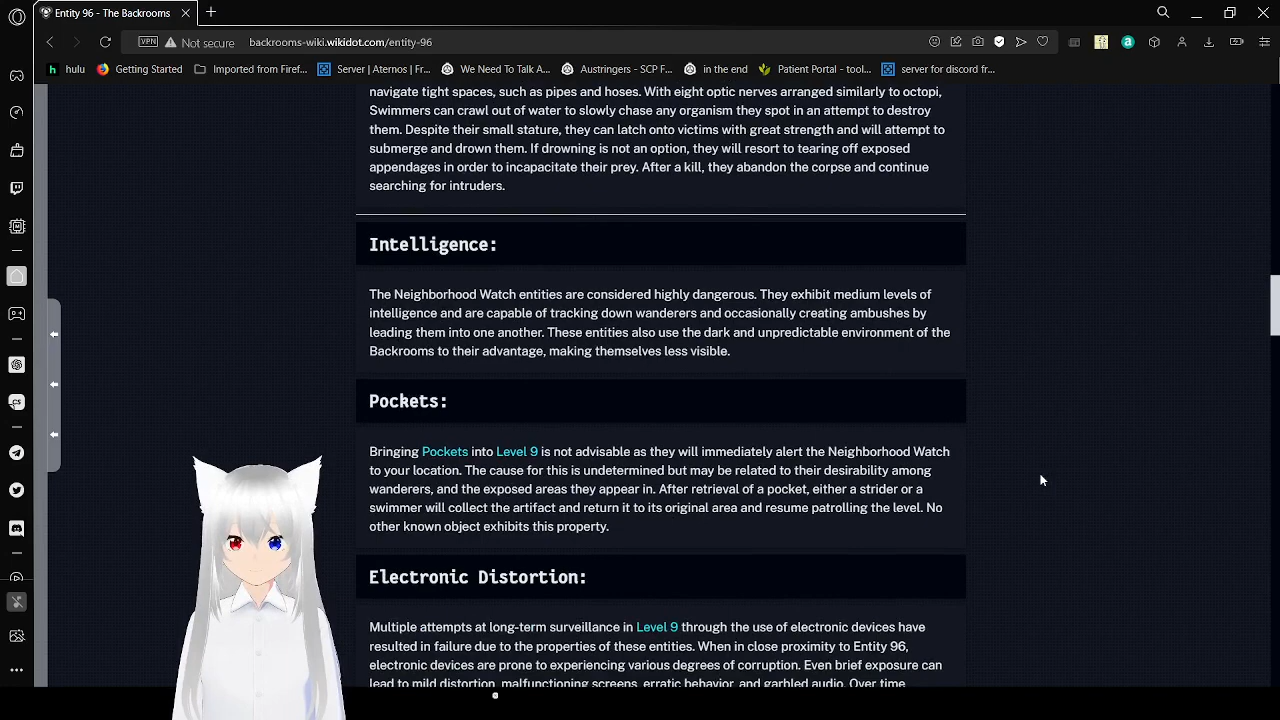 Entity 96 - The Backrooms
VPN Not secure backrooms-wiki.wikidot.com/entity-96
hulu Getting Started Imported from Firef... Server | Aternos | Fr... We Need To Talk A... Austringers - SCP F... in the end Patient Portal - tool... server for discord fr...
navigate tight spaces, such as pipes and hoses. With eight optic nerves arranged similarly to octopi,
Swimmers can crawl out of water to slowly chase any organism they spot in an attempt to destroy
them. Despite their small stature, they can latch onto victims with great strength and will attempt to
submerge and drown them. If drowning is not an option, they will resort to tearing off exposed
appendages in order to incapacitate their prey. After a kill, they abandon the corpse and continue
searching for intruders.
Intelligence:
The Neighborhood Watch entities are considered highly dangerous. They exhibit medium levels of
intelligence and are capable of tracking down wanderers and occasionally creating ambushes by
leading them into one another. These entities also use the dark and unpredictable environment of the
Backrooms to their advantage, making themselves less visible.
Pockets:
Bringing Pockets into Level 9 is not advisable as they will immediately alert the Neighborhood Watch
to your location. The cause for this is undetermined but may be related to their desirability among
wanderers, and the exposed areas they appear in. After retrieval of a pocket, either a strider or a
swimmer will collect the artifact and return it to its original area and resume patrolling the level. No
other known object exhibits this property.
Electronic Distortion:
Multiple attempts at long-term surveillance in Level 9 through the use of electronic devices have
resulted in failure due to the properties of these entities. When in close proximity to Entity 96,
electronic devices are prone to experiencing various degrees of corruption. Even brief exposure can
lead to mild distortion, malfunctioning screens, erratic behavior, and garbled audio. Over time